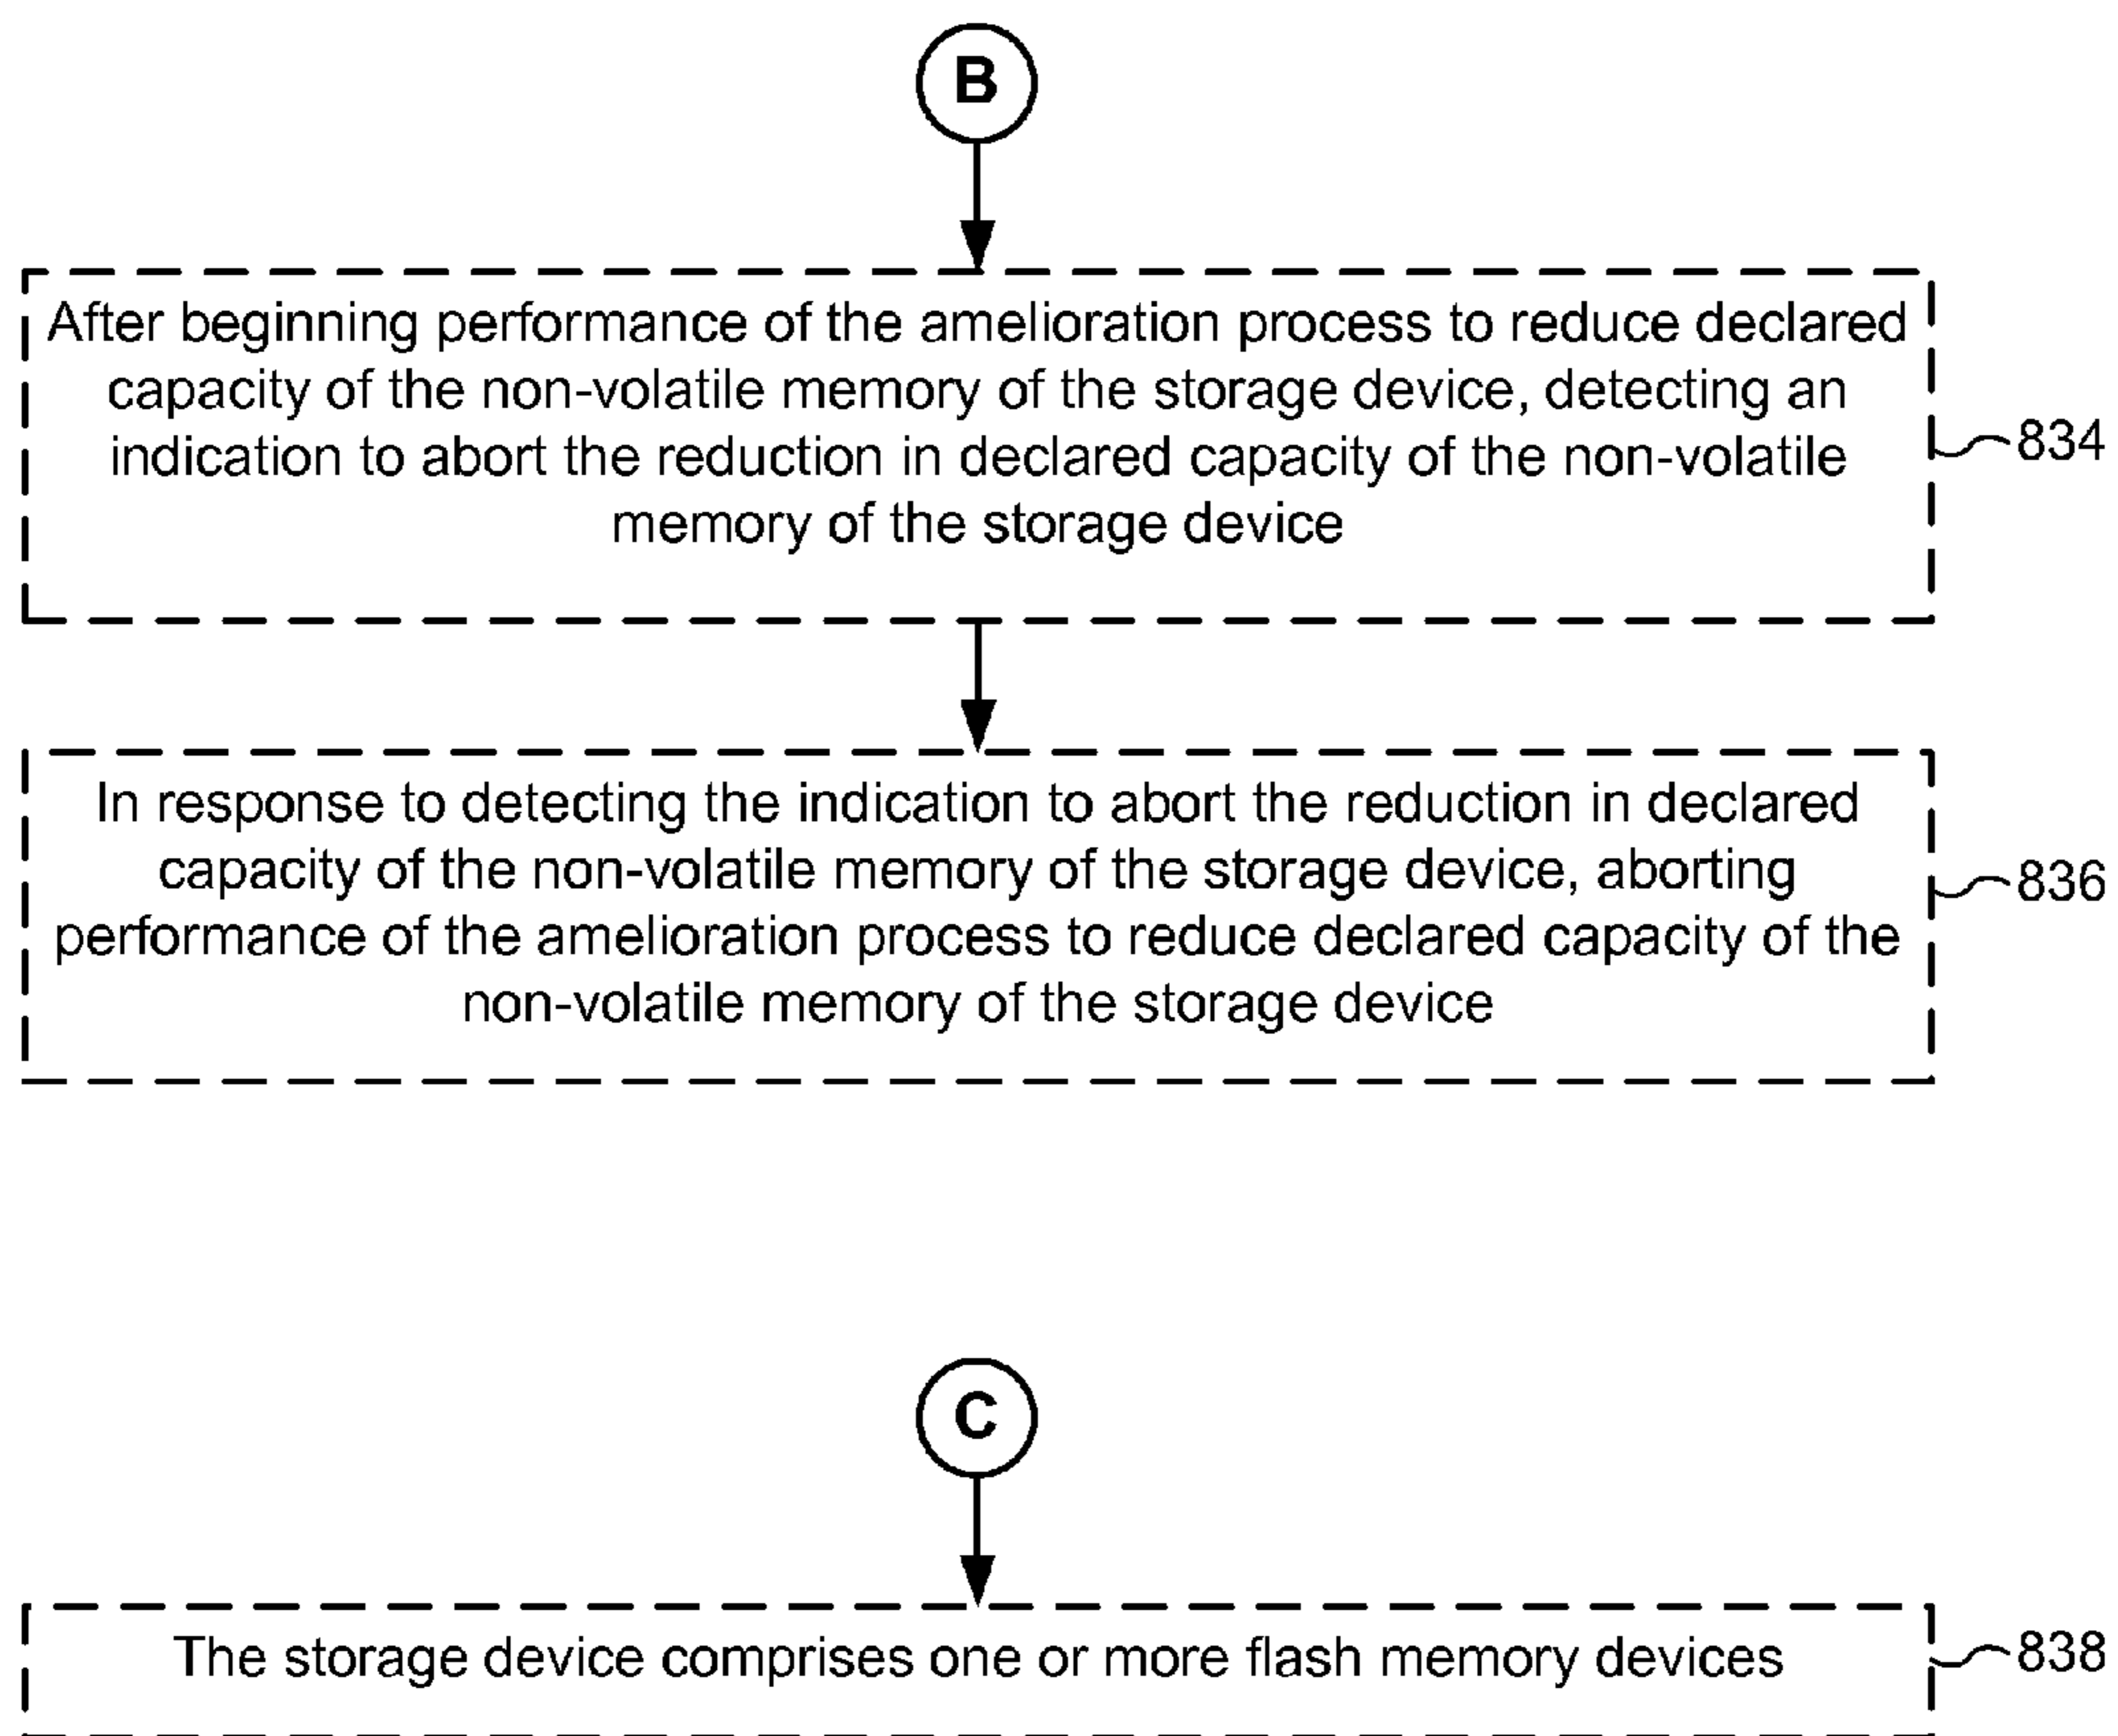 B
After beginning performance of the amelioration process to reduce declared
capacity of the non-volatile memory of the storage device, detecting an
indication to abort the reduction in declared capacity of the non-volatile
memory of the storage device
834
In response to detecting the indication to abort the reduction in declared
capacity of the non-volatile memory of the storage device, aborting
performance of the amelioration process to reduce declared capacity of the
non-volatile memory of the storage device
836
C
The storage device comprises one or more flash memory devices
838